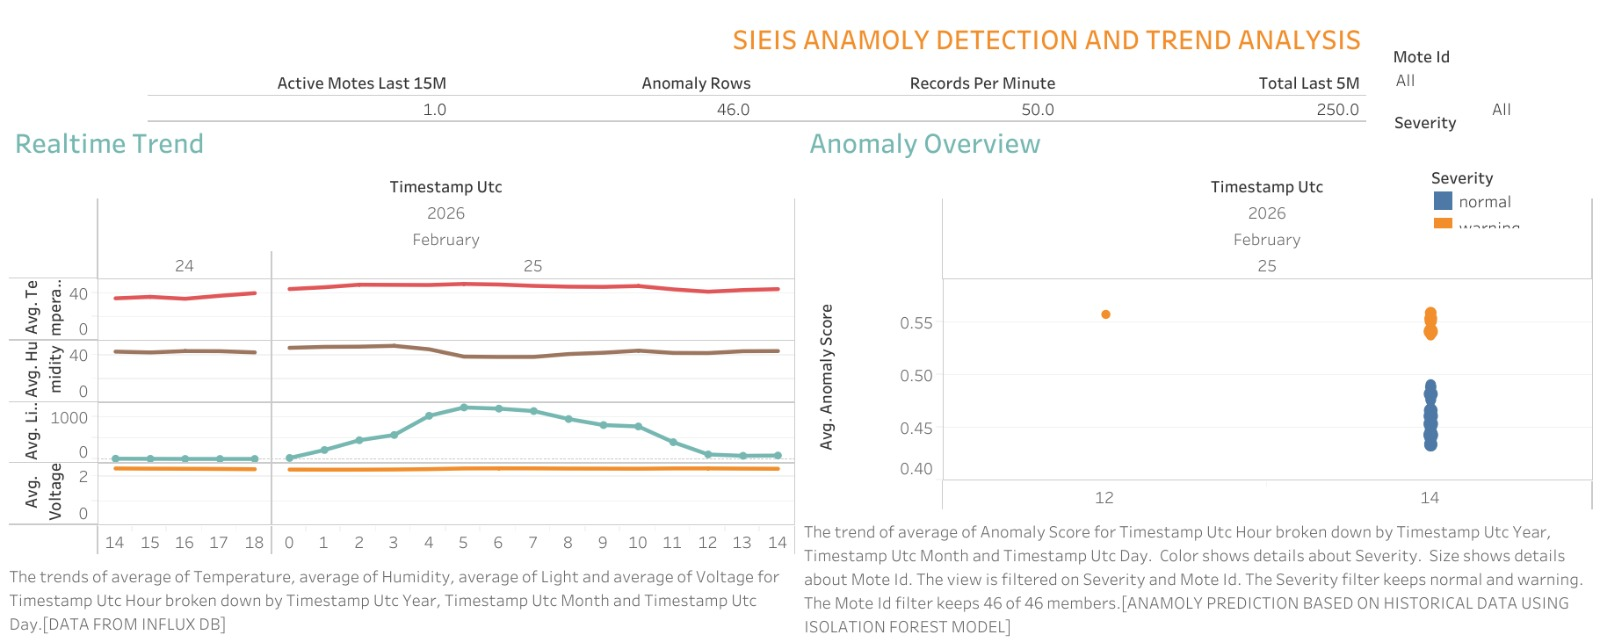 SIEIS ANAMOLY DETECTION AND TREND ANALYSIS
Mote Id
All
Active Motes Last 15M Anomaly Rows Records Per Minute Total Last 5M
1.0 46.0 50.0 250.0
All
Severity
Realtime Trend
Timestamp Utc
2026
February
24 25
Avg. Te
mpera..
40
0
Avg. Hu
midity
40
0
Avg. Li..
1000
0
Avg.
Voltage
2
0
14 15 16 17 18 0 1 2 3 4 5 6 7 8 9 10 11 12 13 14
The trends of average of Temperature, average of Humidity, average of Light and average of Voltage for
Timestamp Utc Hour broken down by Timestamp Utc Year, Timestamp Utc Month and Timestamp Utc
Day.[DATA FROM INFLUX DB]
Anomaly Overview
Timestamp Utc
2026
February
25
Severity
normal
warning
Avg. Anomaly Score
0.55
0.50
0.45
0.40
12 14
The trend of average of Anomaly Score for Timestamp Utc Hour broken down by Timestamp Utc Year,
Timestamp Utc Month and Timestamp Utc Day. Color shows details about Severity. Size shows details
about Mote Id. The view is filtered on Severity and Mote Id. The Severity filter keeps normal and warning.
The Mote Id filter keeps 46 of 46 members.[ANAMOLY PREDICTION BASED ON HISTORICAL DATA USING
ISOLATION FOREST MODEL]